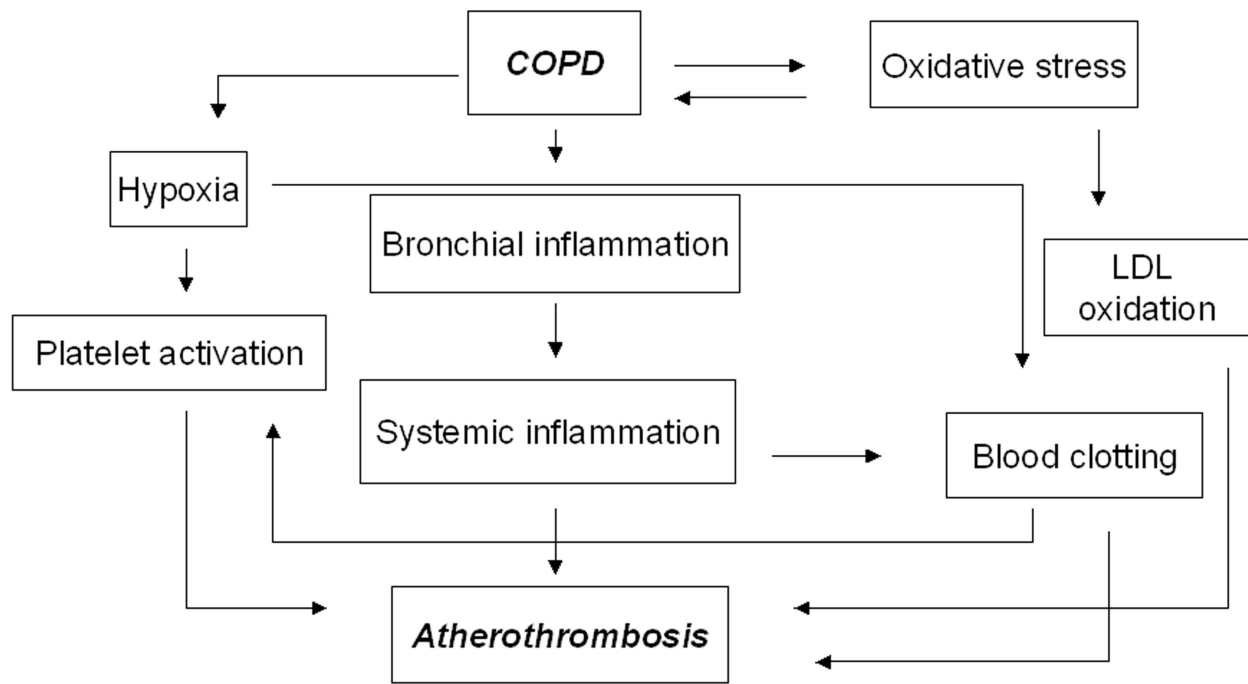 COPD
Oxidative stress
Hypoxia
Bronchial inflammation
LDL
oxidation
Platelet activation
Systemic inflammation
Blood clotting
Atherothrombosis